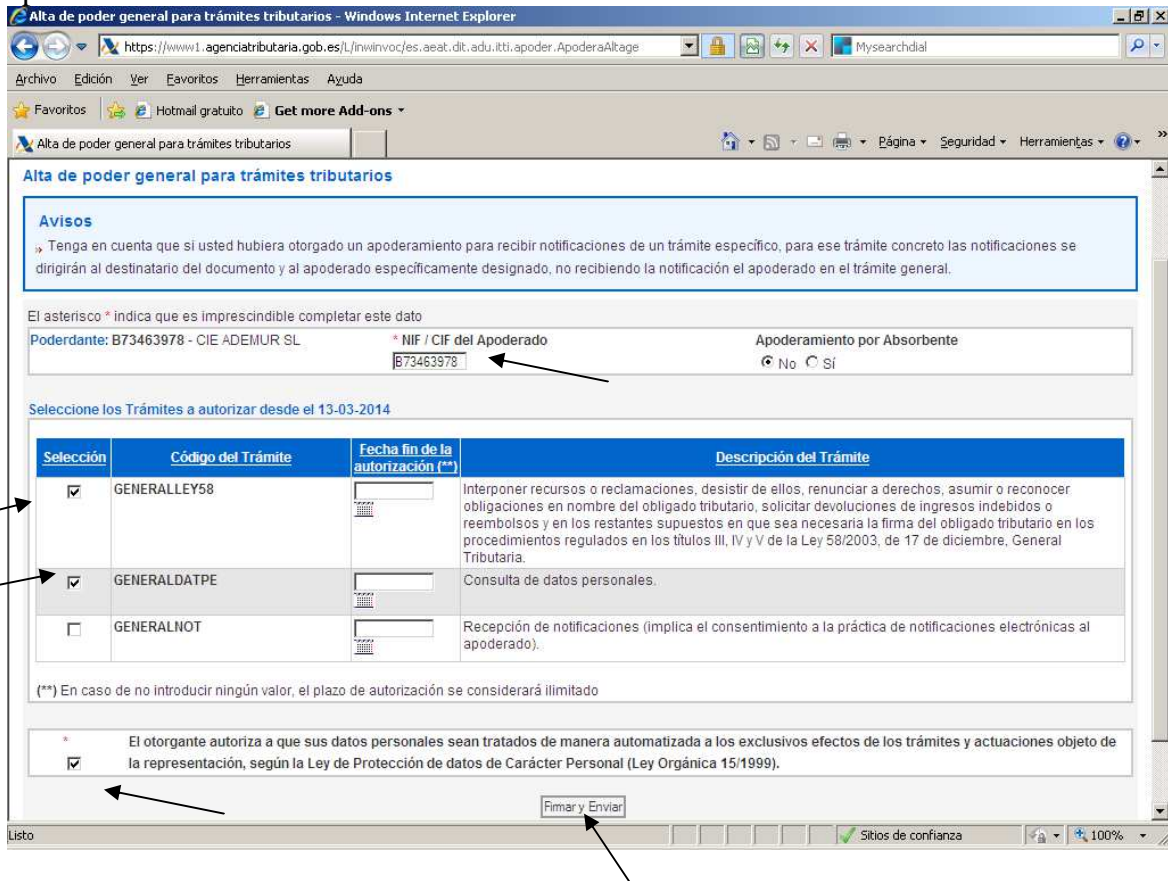 Alta de poder general para trámites tributarios - Windows Internet Explorer
https://www1.agenciatributaria.gob.es/L/inwinvoc/es.aeat.dit.adu.itti.apoder.ApoderaAltage
Mysearchdial
Archivo Edición Ver Favoritos Herramientas Ayuda
Favoritos Hotmail gratuito Get more Add-ons
Alta de poder general para trámites tributarios
Página Seguridad Herramientas »
Alta de poder general para trámites tributarios
Avisos
» Tenga en cuenta que si usted hubiera otorgado un apoderamiento para recibir notificaciones de un trámite específico, para ese trámite concreto las notificaciones se
dirigirán al destinatario del documento y al apoderado específicamente designado, no recibiendo la notificación el apoderado en el trámite general.
El asterisco * indica que es imprescindible completar este dato
Poderdante: B73463978 - CIE ADEMUR SL * NIF / CIF del Apoderado Apoderamiento por Absorbente
B73463978 No Sí
Seleccione los Trámites a autorizar desde el 13-03-2014
Selección Código del Trámite Fecha fin de la autorización (**) Descripción del Trámite
GENERALLEY58 Interponer recursos o reclamaciones, desistir de ellos, renunciar a derechos, asumir o reconocer
obligaciones en nombre del obligado tributario, solicitar devoluciones de ingresos indebidos o
reembolsos y en los restantes supuestos en que sea necesaria la firma del obligado tributario en los
procedimientos regulados en los títulos III, IV y V de la Ley 58/2003, de 17 de diciembre, General
Tributaria.
GENERALDATPE Consulta de datos personales.
GENERALNOT Recepción de notificaciones (implica el consentimiento a la práctica de notificaciones electrónicas al
apoderado).
(**) En caso de no introducir ningún valor, el plazo de autorización se considerará ilimitado
* El otorgante autoriza a que sus datos personales sean tratados de manera automatizada a los exclusivos efectos de los trámites y actuaciones objeto de
la representación, según la Ley de Protección de datos de Carácter Personal (Ley Orgánica 15/1999).
Firmar y Enviar
Listo Sitios de confianza 100%